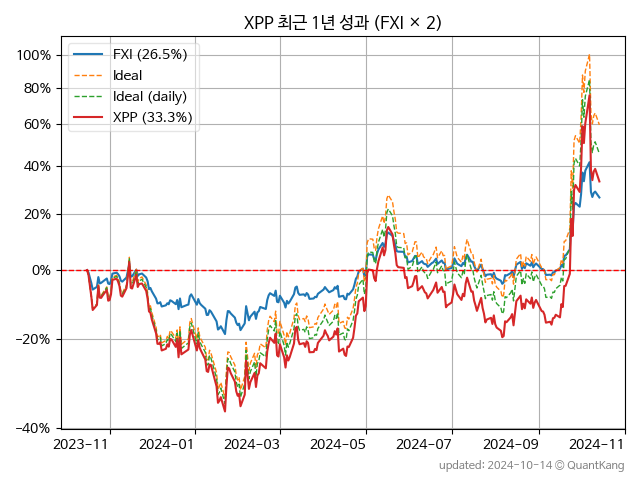 XPP 최근 1년 성과 (FXI × 2)
FXI (26.5%)
Ideal
Ideal (daily)
XPP (33.3%)
100%
80%
60%
40%
20%
0%
−20%
−40%
2023−11
2024−01
2024−03
2024−05
2024−07
2024−09
2024−11
updated: 2024-10-14 © QuantKang